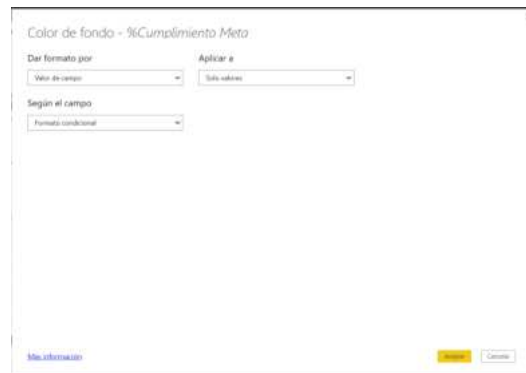 Color de fondo - %Cumplimiento Meta
Dar formato por
Aplicar a
Valor de campo
Solo valores
Según el campo
Formato condicional
Más información
Aceptar
Cancelar